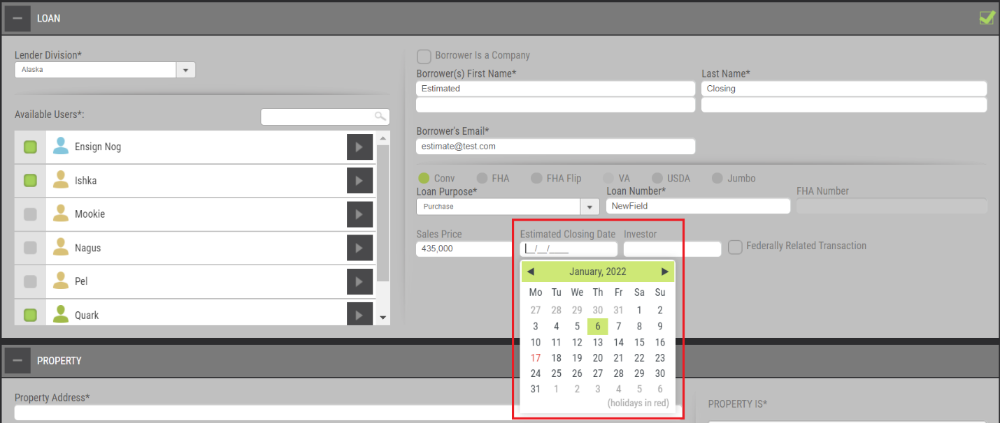 LOAN
Lender Division*
Alaska
Available Users*:
Ensign Nog
Ishka
Mookie
Nagus
Pel
Quark
Borrower Is a Company
Borrower(s) First Name* Last Name*
Estimated Closing
Borrower's Email*
estimate@test.com
Conv FHA FHA Flip VA USDA Jumbo
Loan Purpose* Loan Number* FHA Number
Purchase NewField
Sales Price Estimated Closing Date Investor
435,000 __/__/____ Federally Related Transaction
January, 2022
Mo Tu We Th Fr Sa Su
27 28 29 30 31 1 2
3 4 5 6 7 8 9
10 11 12 13 14 15 16
17 18 19 20 21 22 23
24 25 26 27 28 29 30
31 1 2 3 4 5 6
(holidays in red)
PROPERTY
Property Address*
PROPERTY IS*